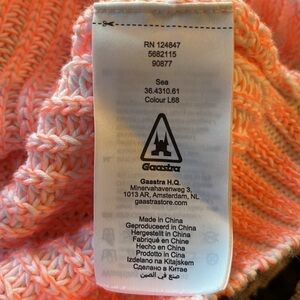 RN 124847
5682115
90877
Sea
36.4310.61
Colour L68
Gaastra
Gaastra H.Q.
Minervahavenweg 3,
1013 AR, Amsterdam, NL
gaastrastore.com
Made in China
Geproduceerd in China
Hergestellt in China
Fabriqué en Chine
Hecho en China
Prodotto in Cina
Izdelano na Kitajskem
Сделано в Китае
صنع في الصين